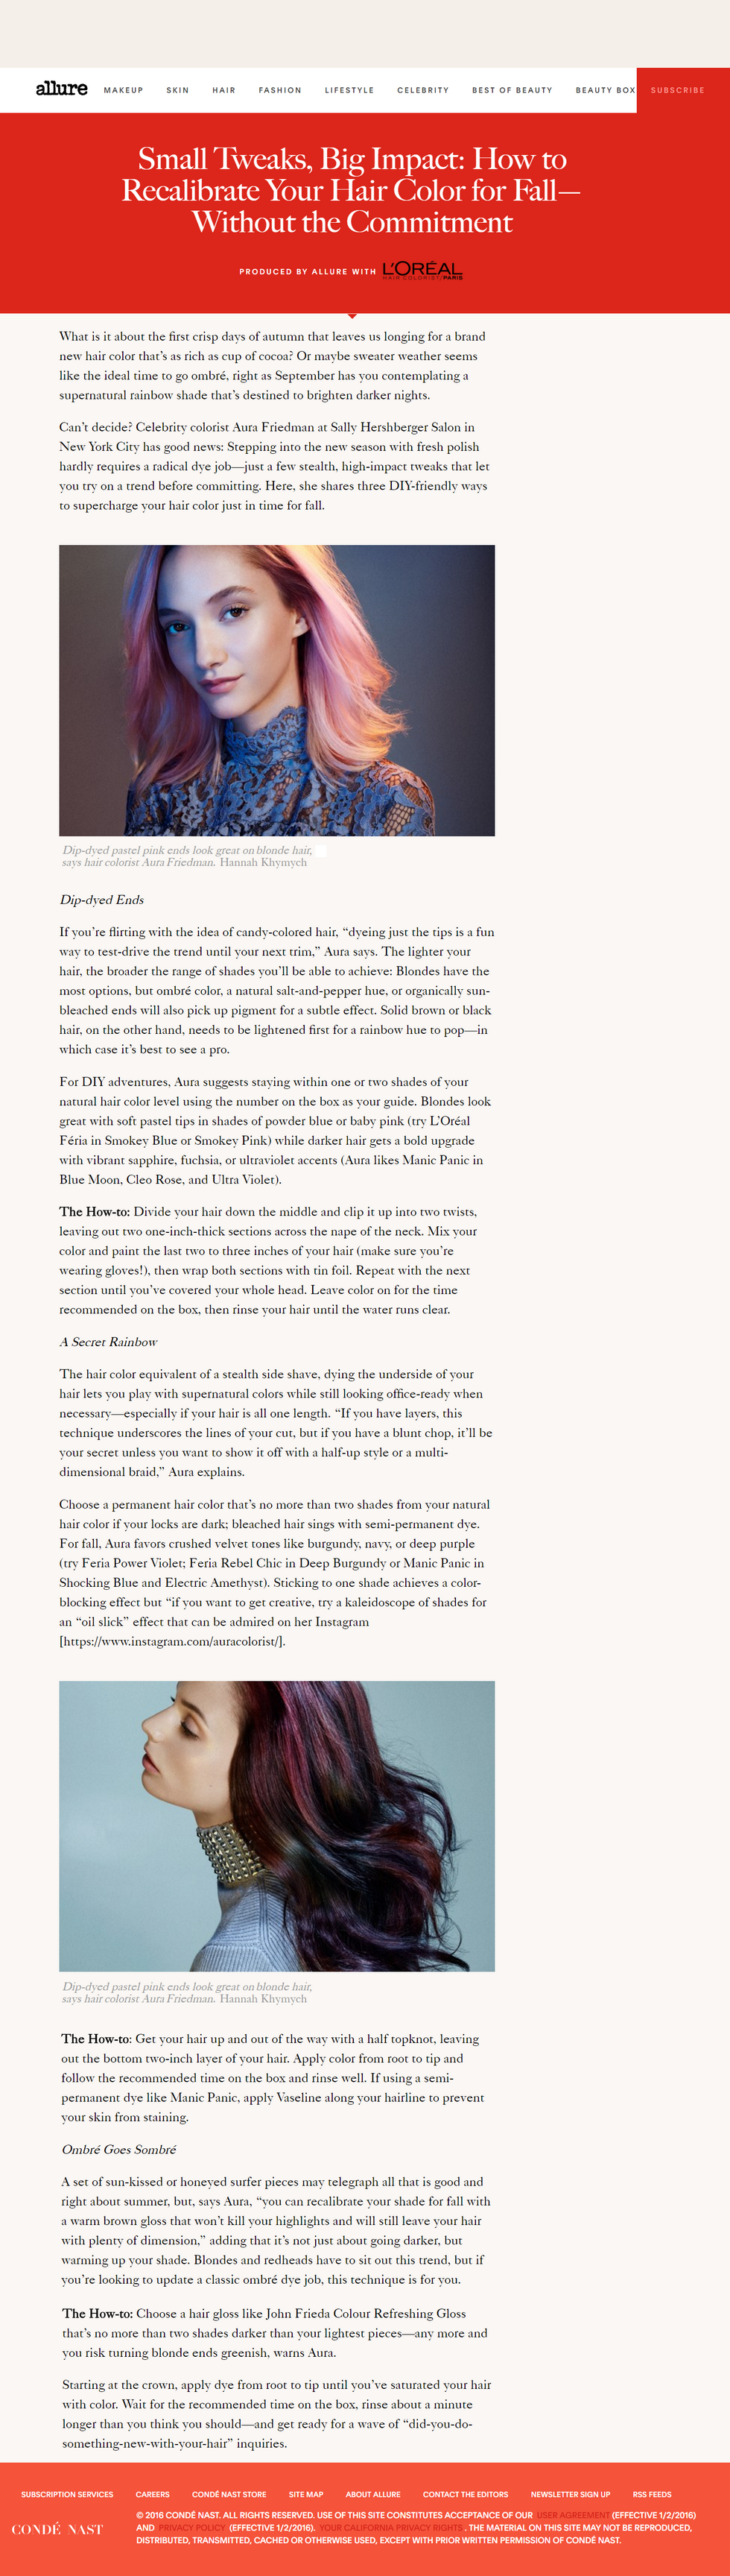 allure MAKEUP SKIN HAIR FASHION LIFESTYLE CELEBRITY BEST OF BEAUTY BEAUTY BOX SUBSCRIBE
Small Tweaks, Big Impact: How to
Recalibrate Your Hair Color for Fall—
Without the Commitment
PRODUCED BY ALLURE WITH L'ORÉAL
HAIR COLORIST/PARIS
What is it about the first crisp days of autumn that leaves us longing for a brand
new hair color that's as rich as cup of cocoa? Or maybe sweater weather seems
like the ideal time to go ombré, right as September has you contemplating a
supernatural rainbow shade that's destined to brighten darker nights.
Can't decide? Celebrity colorist Aura Friedman at Sally Hershberger Salon in
New York City has good news: Stepping into the new season with fresh polish
hardly requires a radical dye job—just a few stealth, high-impact tweaks that let
you try on a trend before committing. Here, she shares three DIY-friendly ways
to supercharge your hair color just in time for fall.
Dip-dyed pastel pink ends look great on blonde hair,
says hair colorist Aura Friedman. Hannah Khymych
Dip-dyed Ends
If you're flirting with the idea of candy-colored hair, "dyeing just the tips is a fun
way to test-drive the trend until your next trim," Aura says. The lighter your
hair, the broader the range of shades you'll be able to achieve: Blondes have the
most options, but ombré color, a natural salt-and-pepper hue, or organically sun-
bleached ends will also pick up pigment for a subtle effect. Solid brown or black
hair, on the other hand, needs to be lightened first for a rainbow hue to pop—in
which case it's best to see a pro.
For DIY adventures, Aura suggests staying within one or two shades of your
natural hair color level using the number on the box as your guide. Blondes look
great with soft pastel tips in shades of powder blue or baby pink (try L'Oréal
Féria in Smokey Blue or Smokey Pink) while darker hair gets a bold upgrade
with vibrant sapphire, fuchsia, or ultraviolet accents (Aura likes Manic Panic in
Blue Moon, Cleo Rose, and Ultra Violet).
The How-to: Divide your hair down the middle and clip it up into two twists,
leaving out two one-inch-thick sections across the nape of the neck. Mix your
color and paint the last two to three inches of your hair (make sure you're
wearing gloves!), then wrap both sections with tin foil. Repeat with the next
section until you've covered your whole head. Leave color on for the time
recommended on the box, then rinse your hair until the water runs clear.
A Secret Rainbow
The hair color equivalent of a stealth side shave, dying the underside of your
hair lets you play with supernatural colors while still looking office-ready when
necessary—especially if your hair is all one length. "If you have layers, this
technique underscores the lines of your cut, but if you have a blunt chop, it'll be
your secret unless you want to show it off with a half-up style or a multi-
dimensional braid," Aura explains.
Choose a permanent hair color that's no more than two shades from your natural
hair color if your locks are dark; bleached hair sings with semi-permanent dye.
For fall, Aura favors crushed velvet tones like burgundy, navy, or deep purple
(try Feria Power Violet; Feria Rebel Chic in Deep Burgundy or Manic Panic in
Shocking Blue and Electric Amethyst). Sticking to one shade achieves a color-
blocking effect but "if you want to get creative, try a kaleidoscope of shades for
an "oil slick" effect that can be admired on her Instagram
[https://www.instagram.com/auracolorist/].
Dip-dyed pastel pink ends look great on blonde hair,
says hair colorist Aura Friedman. Hannah Khymych
The How-to: Get your hair up and out of the way with a half topknot, leaving
out the bottom two-inch layer of your hair. Apply color from root to tip and
follow the recommended time on the box and rinse well. If using a semi-
permanent dye like Manic Panic, apply Vaseline along your hairline to prevent
your skin from staining.
Ombré Goes Sombré
A set of sun-kissed or honeyed surfer pieces may telegraph all that is good and
right about summer, but, says Aura, "you can recalibrate your shade for fall with
a warm brown gloss that won't kill your highlights and will still leave your hair
with plenty of dimension," adding that it's not just about going darker, but
warming up your shade. Blondes and redheads have to sit out this trend, but if
you're looking to update a classic ombré dye job, this technique is for you.
The How-to: Choose a hair gloss like John Frieda Colour Refreshing Gloss
that's no more than two shades darker than your lightest pieces—any more and
you risk turning blonde ends greenish, warns Aura.
Starting at the crown, apply dye from root to tip until you've saturated your hair
with color. Wait for the recommended time on the box, rinse about a minute
longer than you think you should—and get ready for a wave of "did-you-do-
something-new-with-your-hair" inquiries.
SUBSCRIPTION SERVICES CAREERS CONDÉ NAST STORE SITE MAP ABOUT ALLURE CONTACT THE EDITORS NEWSLETTER SIGN UP RSS FEEDS
CONDÉ NAST
© 2016 CONDÉ NAST. ALL RIGHTS RESERVED. USE OF THIS SITE CONSTITUTES ACCEPTANCE OF OUR USER AGREEMENT (EFFECTIVE 1/2/2016)
AND PRIVACY POLICY (EFFECTIVE 1/2/2016). YOUR CALIFORNIA PRIVACY RIGHTS. THE MATERIAL ON THIS SITE MAY NOT BE REPRODUCED,
DISTRIBUTED, TRANSMITTED, CACHED OR OTHERWISE USED, EXCEPT WITH PRIOR WRITTEN PERMISSION OF CONDÉ NAST.